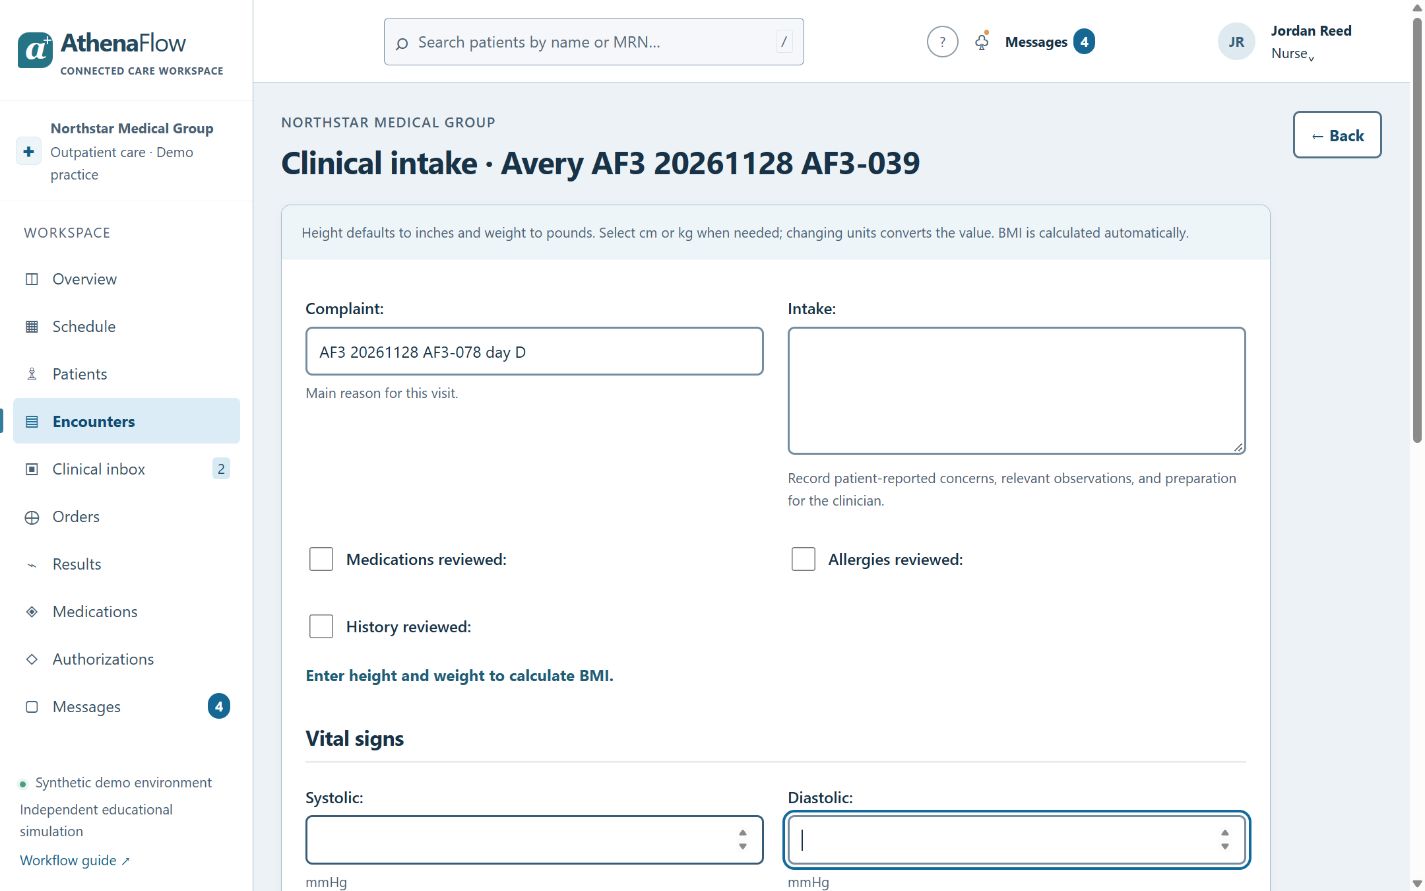 AthenaFlow
CONNECTED CARE WORKSPACE
Search patients by name or MRN...
/
?
Messages 4
JR
Jordan Reed
Nurse
Northstar Medical Group
Outpatient care · Demo
practice
WORKSPACE
Overview
Schedule
Patients
Encounters
Clinical inbox 2
Orders
Results
Medications
Authorizations
Messages 4
Synthetic demo environment
Independent educational
simulation
Workflow guide ↗
NORTHSTAR MEDICAL GROUP
Clinical intake · Avery AF3 20261128 AF3-039
← Back
Height defaults to inches and weight to pounds. Select cm or kg when needed; changing units converts the value. BMI is calculated automatically.
Complaint:
AF3 20261128 AF3-078 day D
Main reason for this visit.
Intake:
Record patient-reported concerns, relevant observations, and preparation
for the clinician.
Medications reviewed:
Allergies reviewed:
History reviewed:
Enter height and weight to calculate BMI.
Vital signs
Systolic:
mmHg
Diastolic:
mmHg